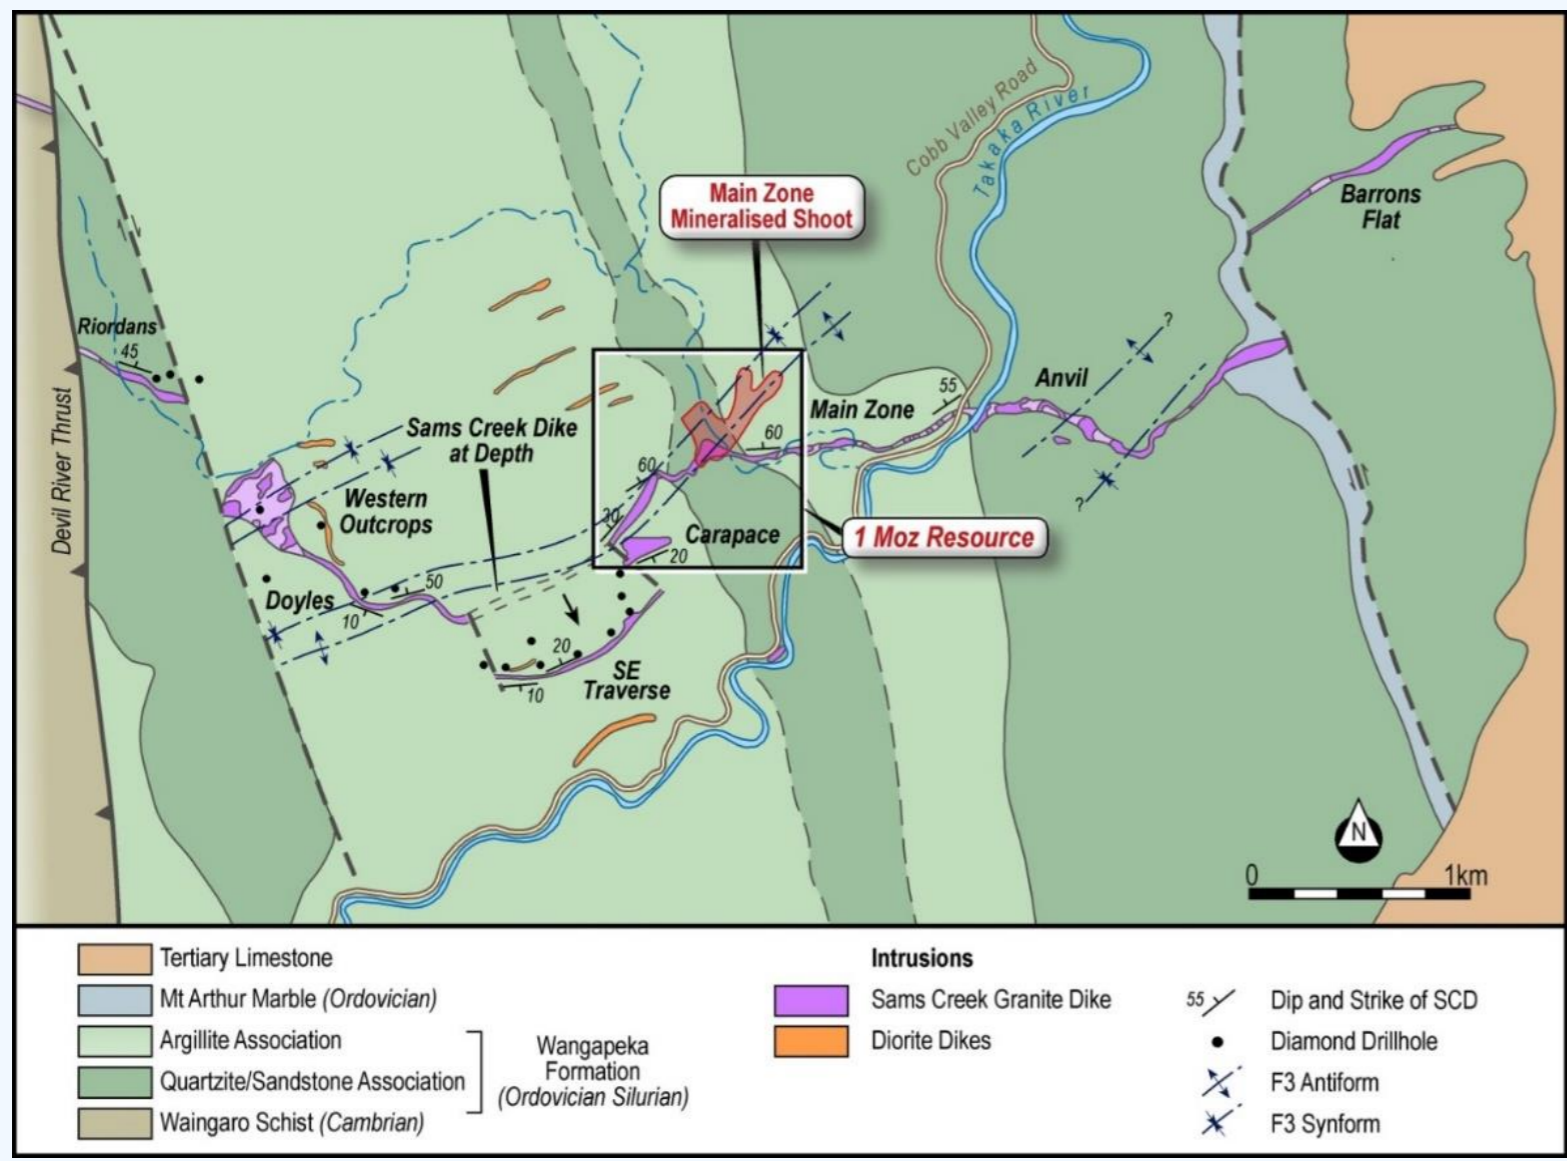 Cobb Valley Road
Takaka River
Main Zone
Mineralised Shoot
Barrons
Flat
Riordans
45
?
Anvil
55
Main Zone
Sams Creek Dike
at Depth
60
60
Western
Outcrops
30
?
Carapace
1 Moz Resource
20
Devil River Thrust
50
Doyles
10
20
SE
Traverse
10
N
0
1km
Tertiary Limestone
Mt Arthur Marble (Ordovician)
Argillite Association
Quartzite/Sandstone Association
Waingaro Schist (Cambrian)
Wangapeka
Formation
(Ordovician Silurian)
Intrusions
Sams Creek Granite Dike
Diorite Dikes
55
Dip and Strike of SCD
Diamond Drillhole
F3 Antiform
F3 Synform